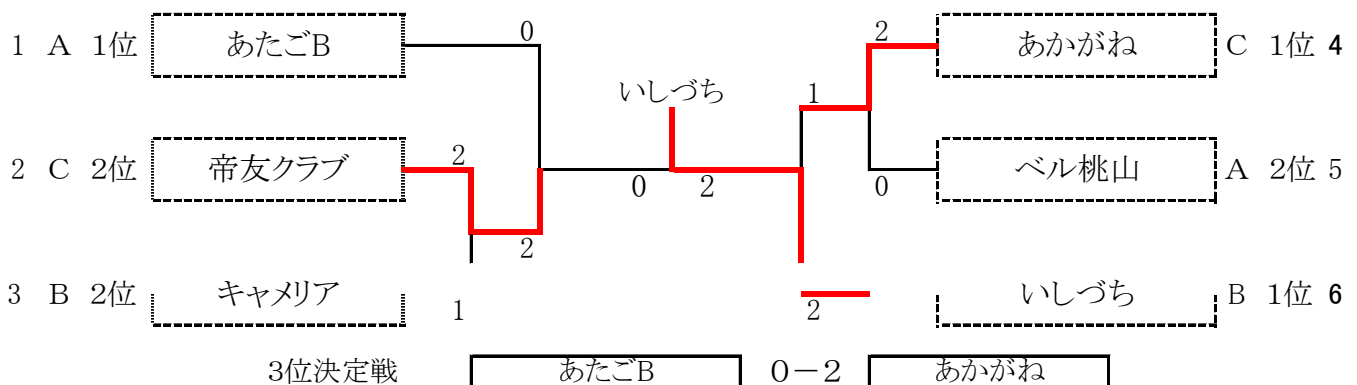 1 A 1位 あたごB 0 2 あかがね C 1位 4
いしづち 1
2 C 2位 帝友クラブ 2 0 2 0 ベル桃山 A 2位 5
2
3 B 2位 キャメリア 1 2 いしづち B 1位 6
3位決定戦 あたごB 0−2 あかがね